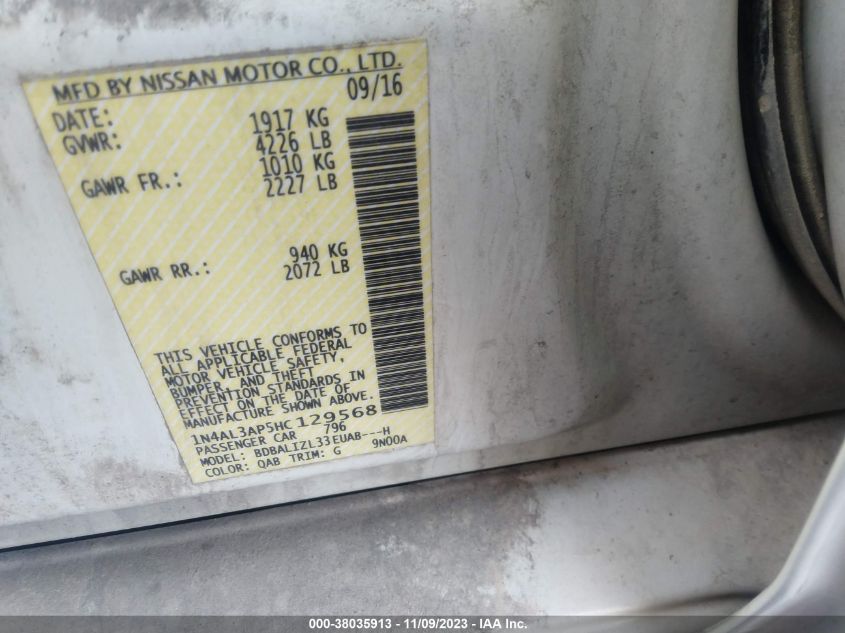 MFD BY NISSAN MOTOR CO., LTD.
DATE: 09/16
GVWR: 1917 KG
4226 LB
GAWR FR.: 1010 KG
2227 LB
GAWR RR.: 940 KG
2072 LB
THIS VEHICLE CONFORMS TO
ALL APPLICABLE FEDERAL
MOTOR VEHICLE SAFETY,
BUMPER, AND THEFT
PREVENTION STANDARDS IN
EFFECT ON THE DATE OF
MANUFACTURE SHOWN ABOVE.
1N4AL3AP5HC129568
PASSENGER CAR 796
MODEL: BDBALIZL33EUAB---H
COLOR: QAB TRIM: G 9N00A
000-38035913 - 11/09/2023 - IAA Inc.